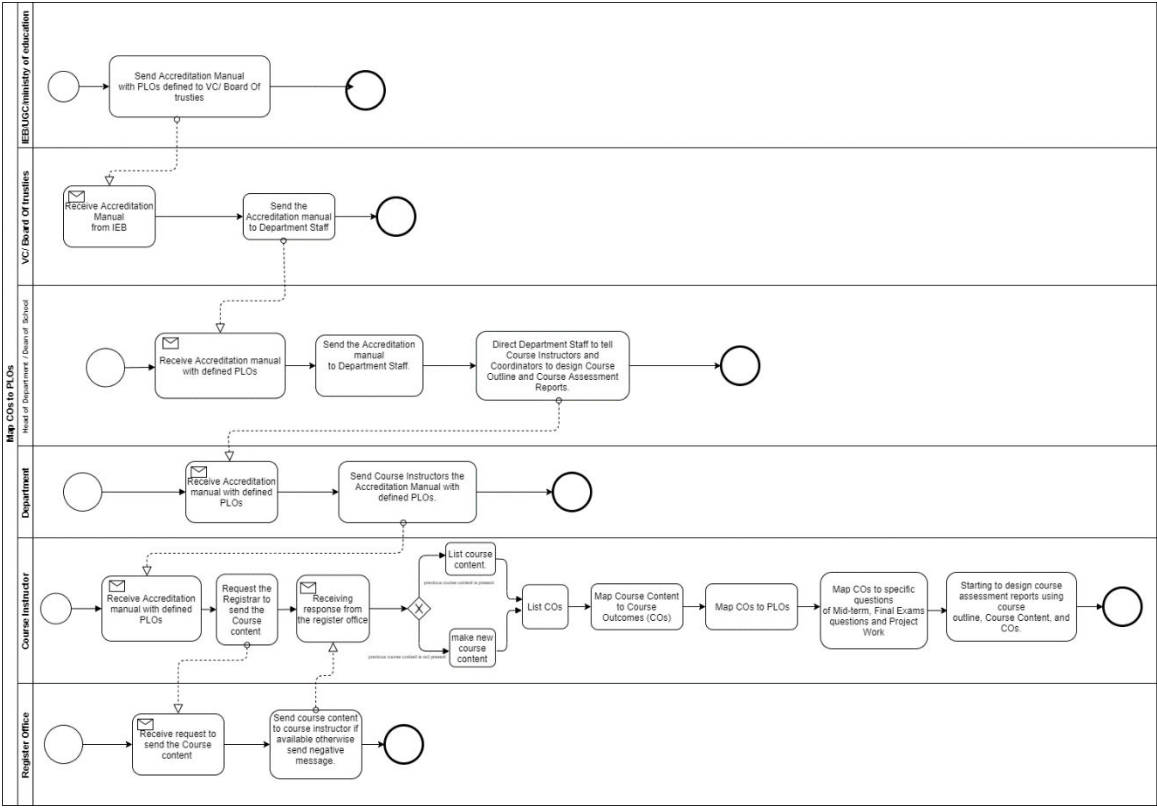 Map COs to PLOs
IEB/UGC/ministry of education
Send Accreditation Manual
with PLOs defined to VC/ Board Of
trusties
VC/ Board Of trusties
Receive Accreditation
Manual
from IEB
Send the
Accreditation manual
to Department Staff
Head of Department / Dean of School
Receive Accreditation manual
with defined PLOs
Send the Accreditation
manual
to Department Staff.
Direct Department Staff to tell
Course Instructors and
Coordinators to design Course
Outline and Course Assessment
Reports.
Department
Receive Accreditation
manual with defined
PLOs
Send Course Instructors the
Accreditation Manual with
defined PLOs.
Course Instructor
Receive Accreditation
manual with defined
PLOs
Request the
Registrar to
send the
Course
content
Receiving
response from
the register office
previous course content is present
previous course content is not present
List course
content.
make new
course
content
List COs
Map Course Content
to Course
Outcomes (COs)
Map COs to PLOs
Map COs to specific
questions
of Mid-term, Final Exams
questions and Project
Work
Starting to design course
assessment reports using
course
outline, Course Content, and
COs.
Register Office
Receive request to
send the Course
content
Send course content
to course instructor if
available otherwise
send negative
message.